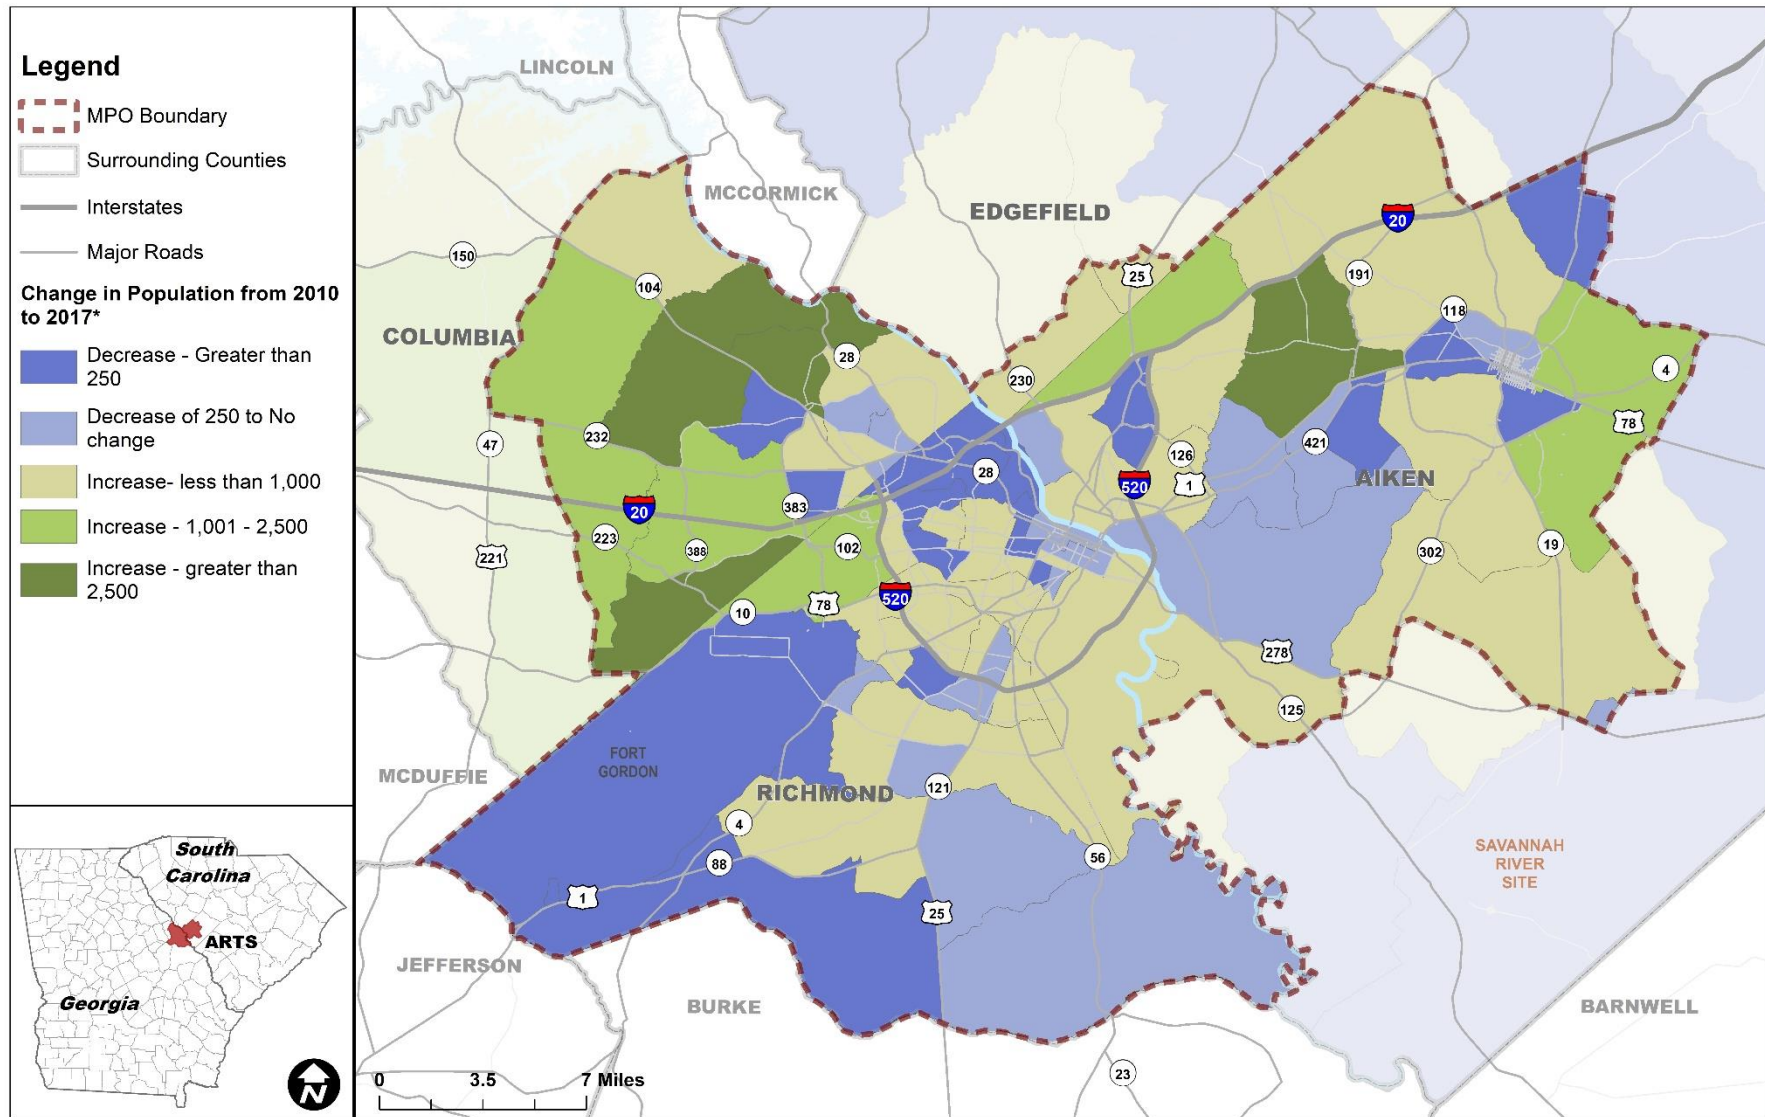 Legend
MPO Boundary
Surrounding Counties
Interstates
Major Roads
Change in Population from 2010
to 2017*
Decrease - Greater than
250
Decrease of 250 to No
change
Increase- less than 1,000
Increase - 1,001 - 2,500
Increase - greater than
2,500
South
Carolina
ARTS
Georgia
N
LINCOLN
MCCORMICK
EDGEFIELD
20
25
150
191
104
118
COLUMBIA
28
4
230
78
232
47
421
126
28
AIKEN
520
1
383
20
223
102
302
19
388
221
520
78
10
278
125
FORT
GORDON
MCDUFFIE
RICHMOND
121
4
SAVANNAH
RIVER
SITE
88
56
1
25
JEFFERSON
BURKE
BARNWELL
23
0 3.5 7 Miles